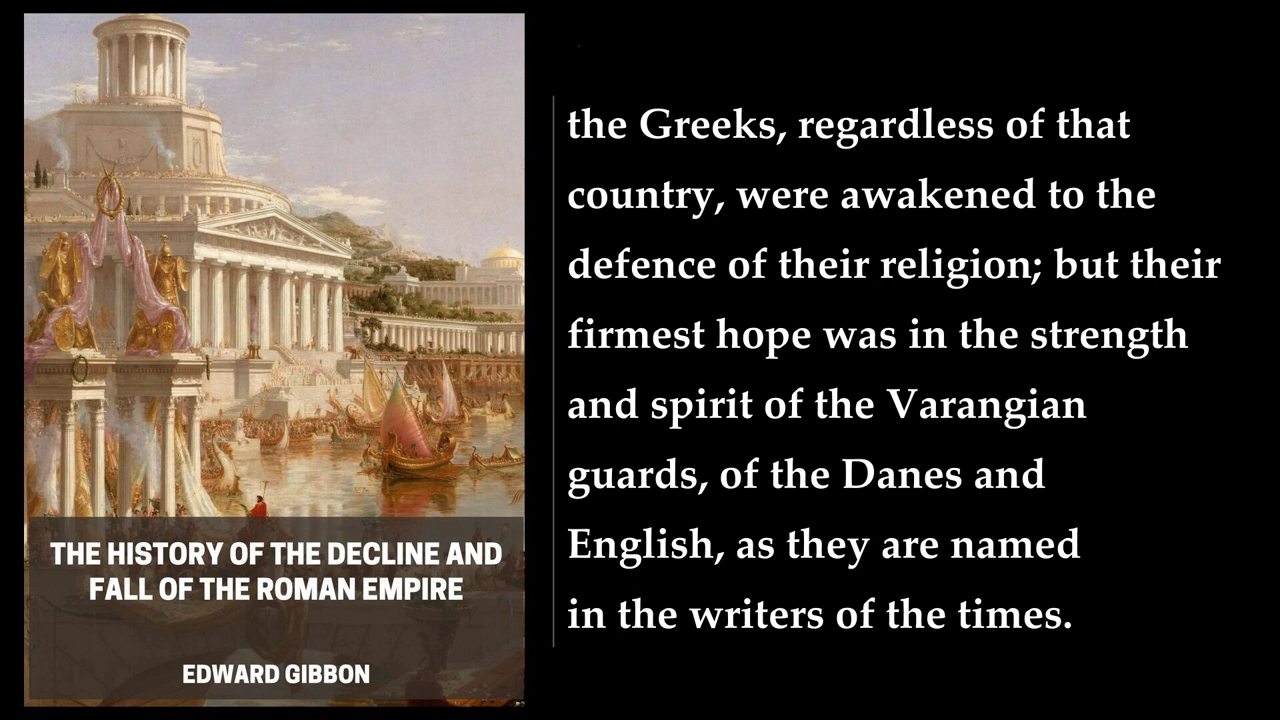 THE HISTORY OF THE DECLINE AND
FALL OF THE ROMAN EMPIRE
EDWARD GIBBON
the Greeks, regardless of that
country, were awakened to the
defence of their religion; but their
firmest hope was in the strength
and spirit of the Varangian
guards, of the Danes and
English, as they are named
in the writers of the times.